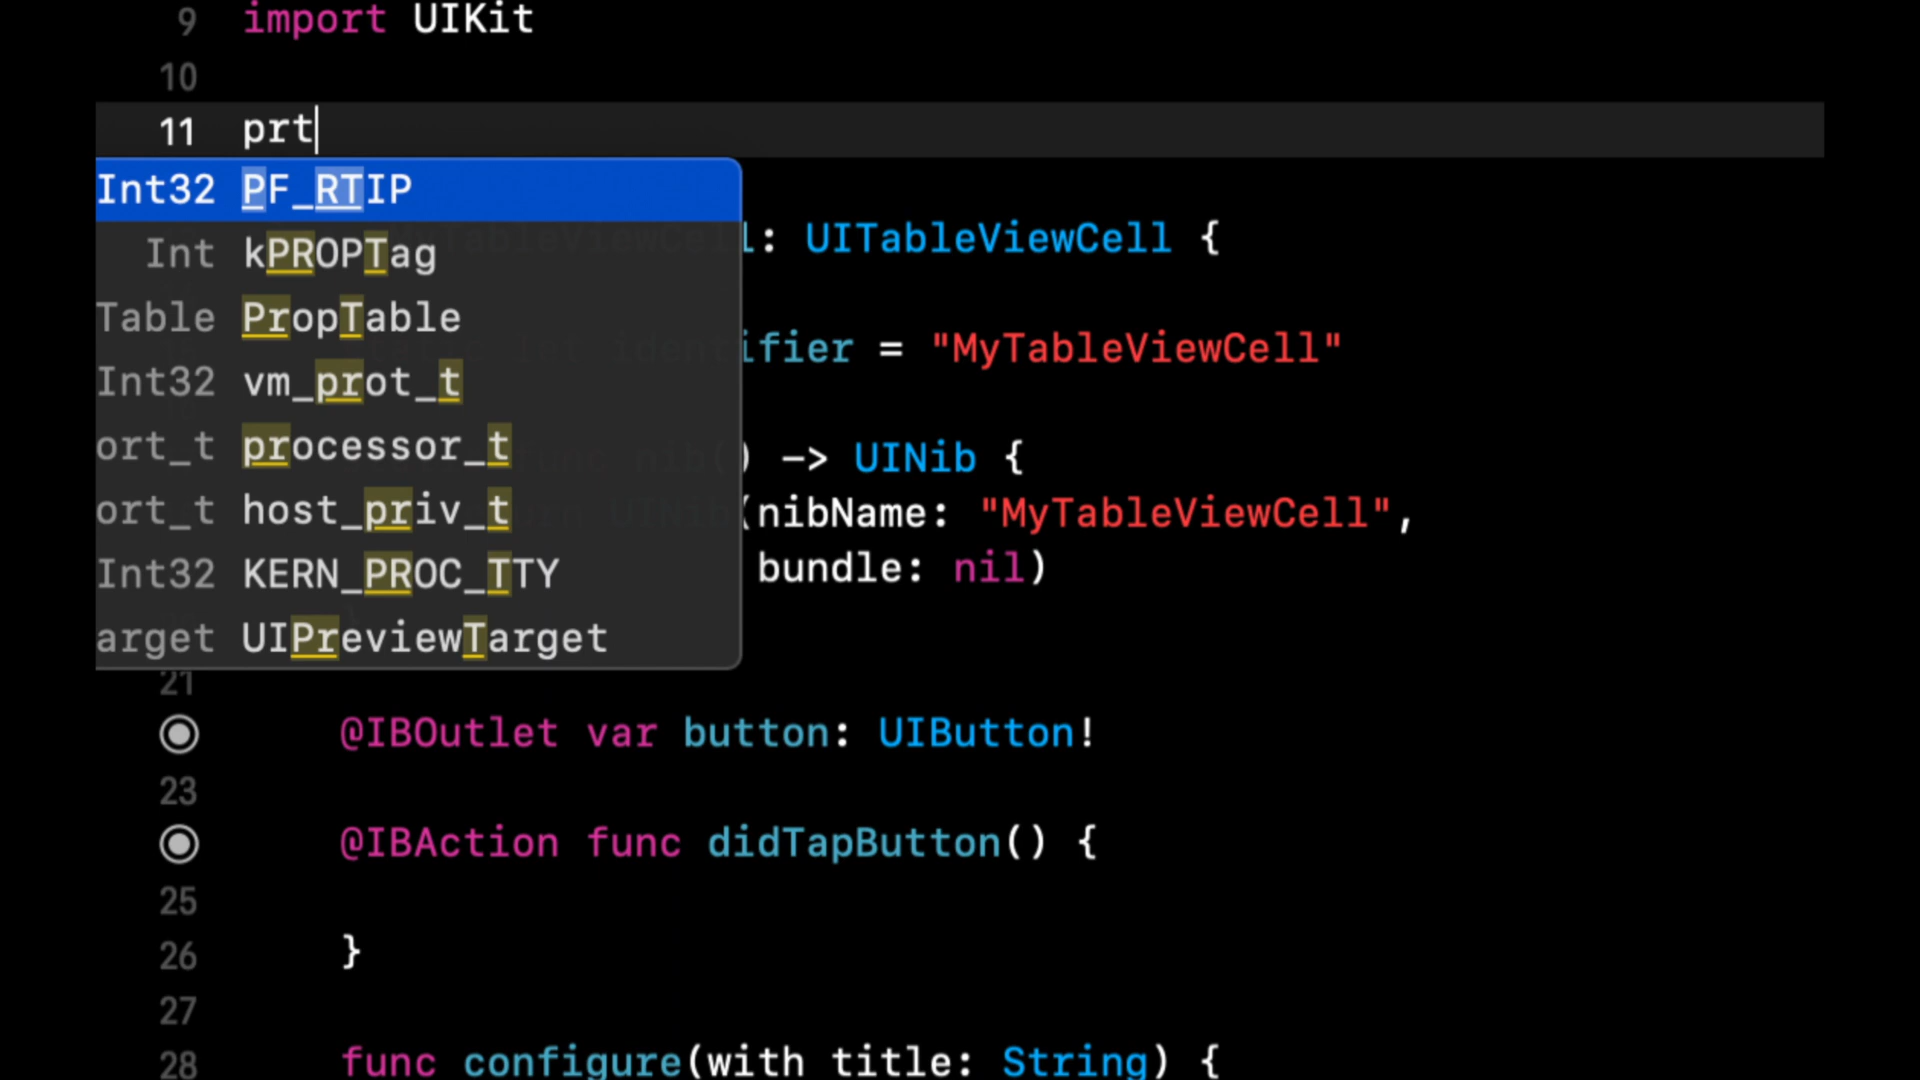 9 import UIKit
10
11 prt
Int32 PF_RTIP
Int kPROPTag
Table PropTable
Int32 vm_prot_t
ort_t processor_t
ort_t host_priv_t
Int32 KERN_PROC_TTY
arget UIPreviewTarget
l: UITableViewCell {
ifier = "MyTableViewCell"
) -> UINib {
(nibName: "MyTableViewCell",
bundle: nil)
21
@IBOutlet var button: UIButton!
23
@IBAction func didTapButton() {
25
26 }
27
28 func configure(with title: String) {